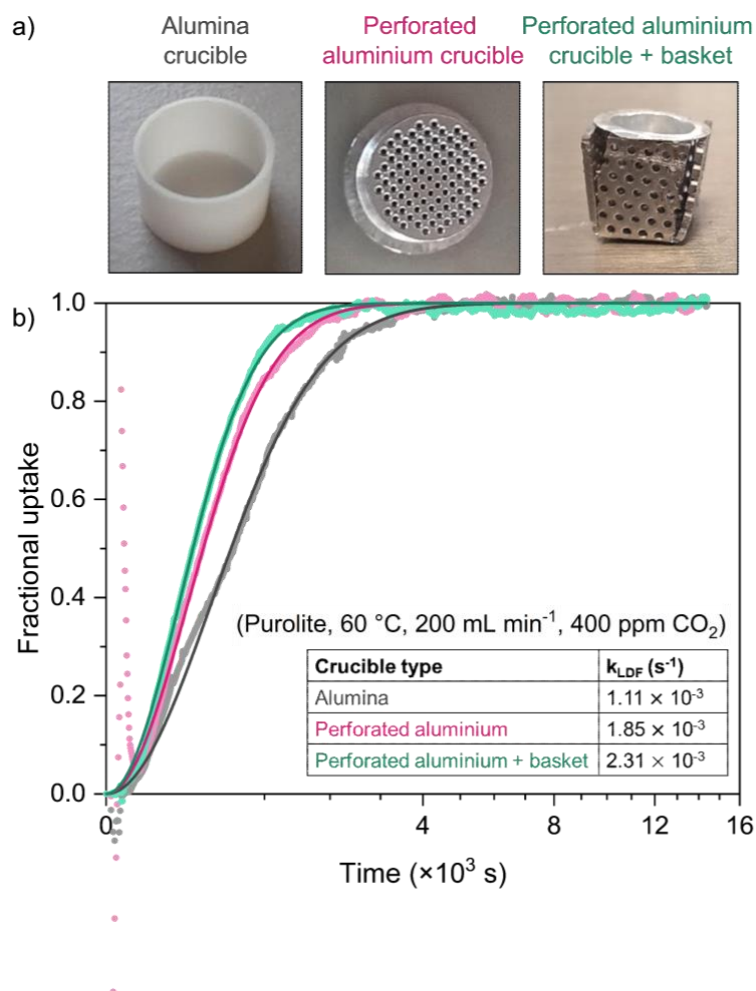 a)
Alumina
crucible
Perforated
aluminium crucible
Perforated aluminium
crucible + basket
b)
1.0
0.8
0.6
0.4
0.2
0.0
Fractional uptake
(Purolite, 60 °C, 200 mL min⁻¹, 400 ppm CO₂)
Crucible type k_LDF (s⁻¹)
Alumina 1.11 × 10⁻³
Perforated aluminium 1.85 × 10⁻³
Perforated aluminium + basket 2.31 × 10⁻³
0 4 8 12 16
Time (×10³ s)